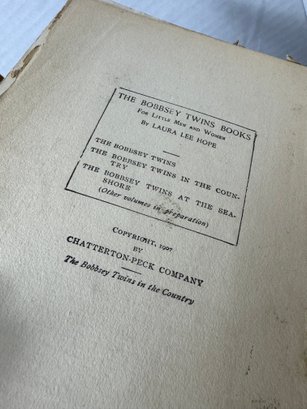 THE BOBBSEY TWINS BOOKS
For Little Men and Women
By LAURA LEE HOPE
THE BOBBSEY TWINS
THE BOBBSEY TWINS IN THE COUN-
TRY
THE BOBBSEY TWINS AT THE SEA-
SHORE
(Other volumes in preparation)
COPYRIGHT, 1907
BY
CHATTERTON-PECK COMPANY
The Bobbsey Twins in the Country